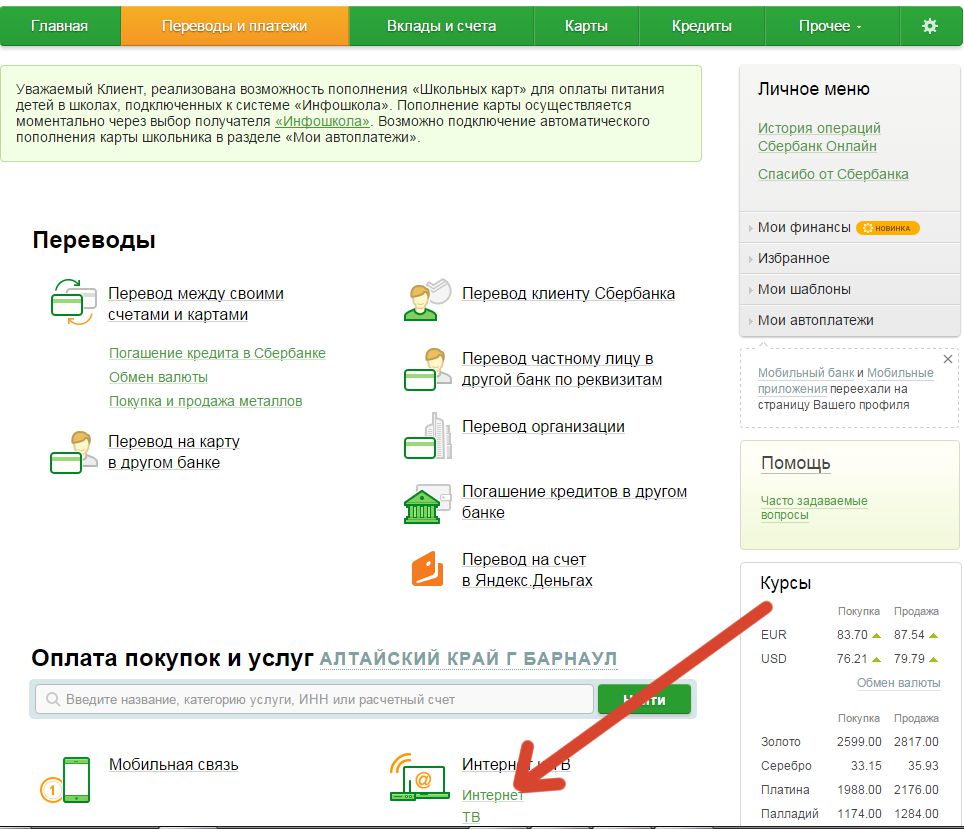 Главная Переводы и платежи Вклады и счета Карты Кредиты Прочее
Уважаемый Клиент, реализована возможность пополнения «Школьных карт» для оплаты питания
детей в школах, подключенных к системе «Инфошкола». Пополнение карты осуществляется
моментально через выбор получателя «Инфошкола». Возможно подключение автоматического
пополнения карты школьника в разделе «Мои автоплатежи».
Переводы
Перевод между своими
счетами и картами
Погашение кредита в Сбербанке
Обмен валюты
Покупка и продажа металлов
Перевод на карту
в другом банке
Перевод клиенту Сбербанка
Перевод частному лицу в
другой банк по реквизитам
Перевод организации
Погашение кредитов в другом
банке
Перевод на счет
в Яндекс.Деньгах
Оплата покупок и услуг АЛТАЙСКИЙ КРАЙ Г БАРНАУЛ
Введите название, категорию услуги, ИНН или расчетный счет
1
Мобильная связь
@
Интернет
ТВ
Личное меню
История операций
Сбербанк Онлайн
Спасибо от Сбербанка
Мои финансы НОВИНКА
Избранное
Мои шаблоны
Мои автоплатежи
Мобильный банк и Мобильные
приложения переехали на
страницу Вашего профиля
Помощь
Часто задаваемые
вопросы
Курсы
Покупка Продажа
EUR 83.70 87.54
USD 76.21 79.79
Обмен валюты
Покупка Продажа
Золото 2599.00 2817.00
Серебро 33.15 35.93
Платина 1988.00 2176.00
Палладий 1174.00 1284.00